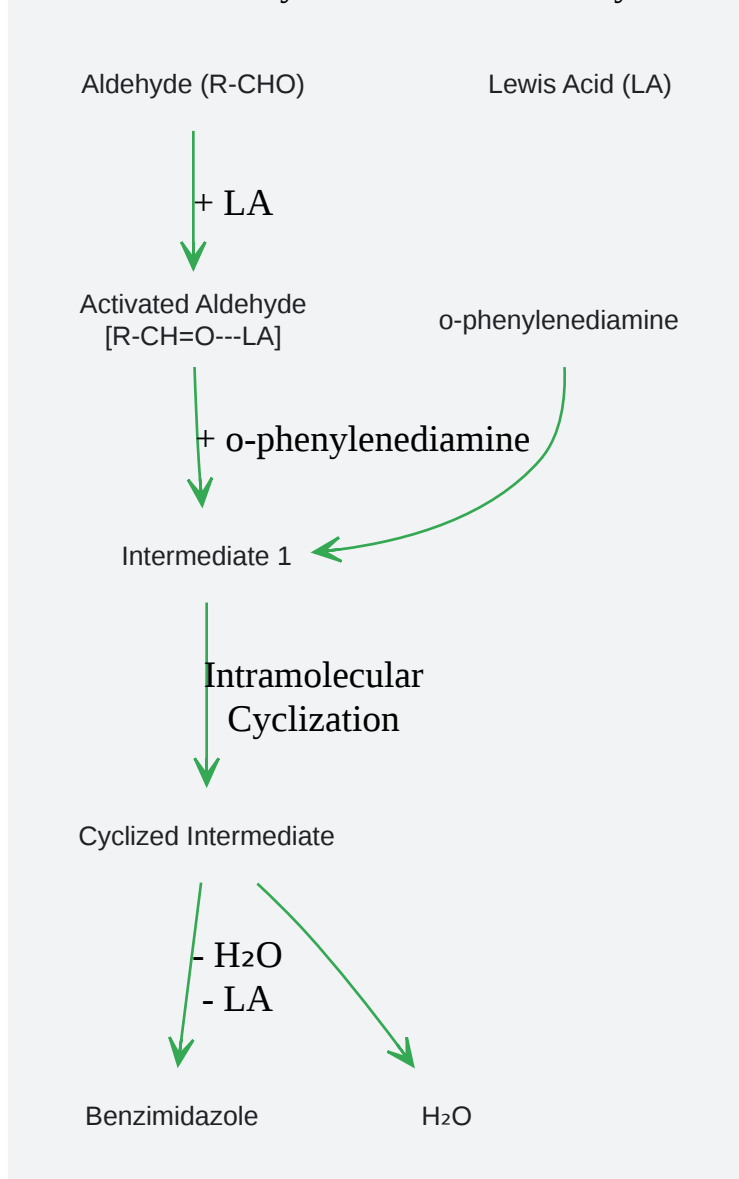 Aldehyde (R-CHO)
Lewis Acid (LA)
+ LA
Activated Aldehyde
[R-CH=O---LA]
o-phenylenediamine
+ o-phenylenediamine
Intermediate 1
Intramolecular
Cyclization
Cyclized Intermediate
- H₂O
- LA
Benzimidazole
H₂O